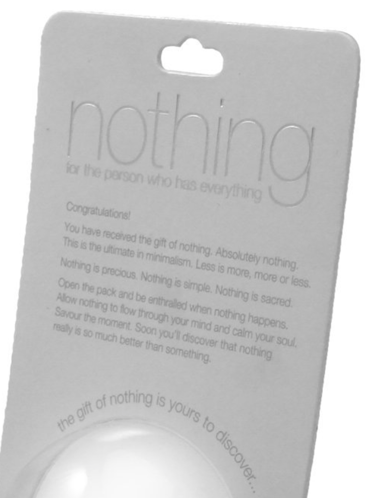 nothing
for the person who has everything
Congratulations!
You have received the gift of nothing. Absolutely nothing.
This is the ultimate in minimalism. Less is more, more or less.
Nothing is precious. Nothing is simple. Nothing is sacred.
Open the pack and be enthralled when nothing happens.
Allow nothing to flow through your mind and calm your soul.
Savour the moment. Soon you'll discover that nothing
really is so much better than something.
the gift of nothing is yours to discover...